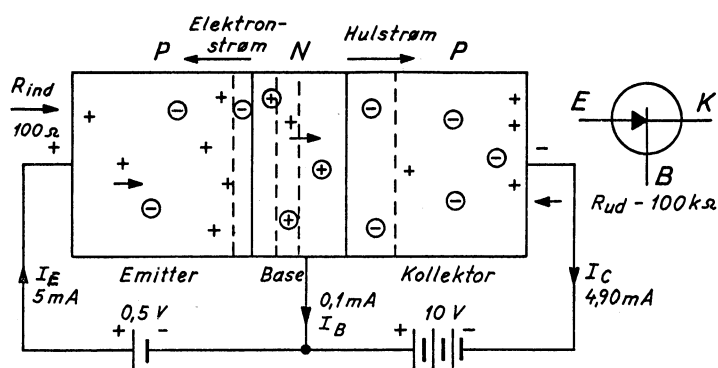 Elektron-
strøm
P N Hulstrøm P
R_ind
100Ω
+ -
E K
B
R_ud - 100kΩ
I_E
5mA
Emitter Base Kollektor
I_C
4,90mA
0,1mA
I_B
+ 0,5 V -
+ 10 V -